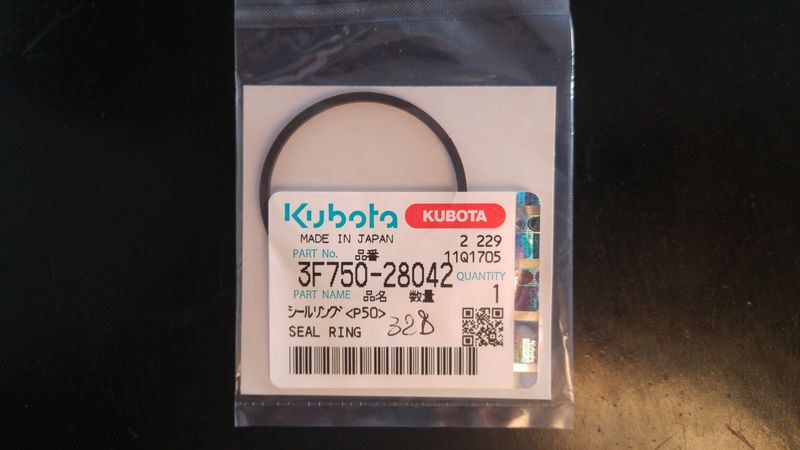 Kubota KUBOTA
MADE IN JAPAN 2 229
PART No. 品番 11Q1705
3F750-28042 QUANTITY
PART NAME 品名 数量 1
シールリング<P50>
SEAL RING 328